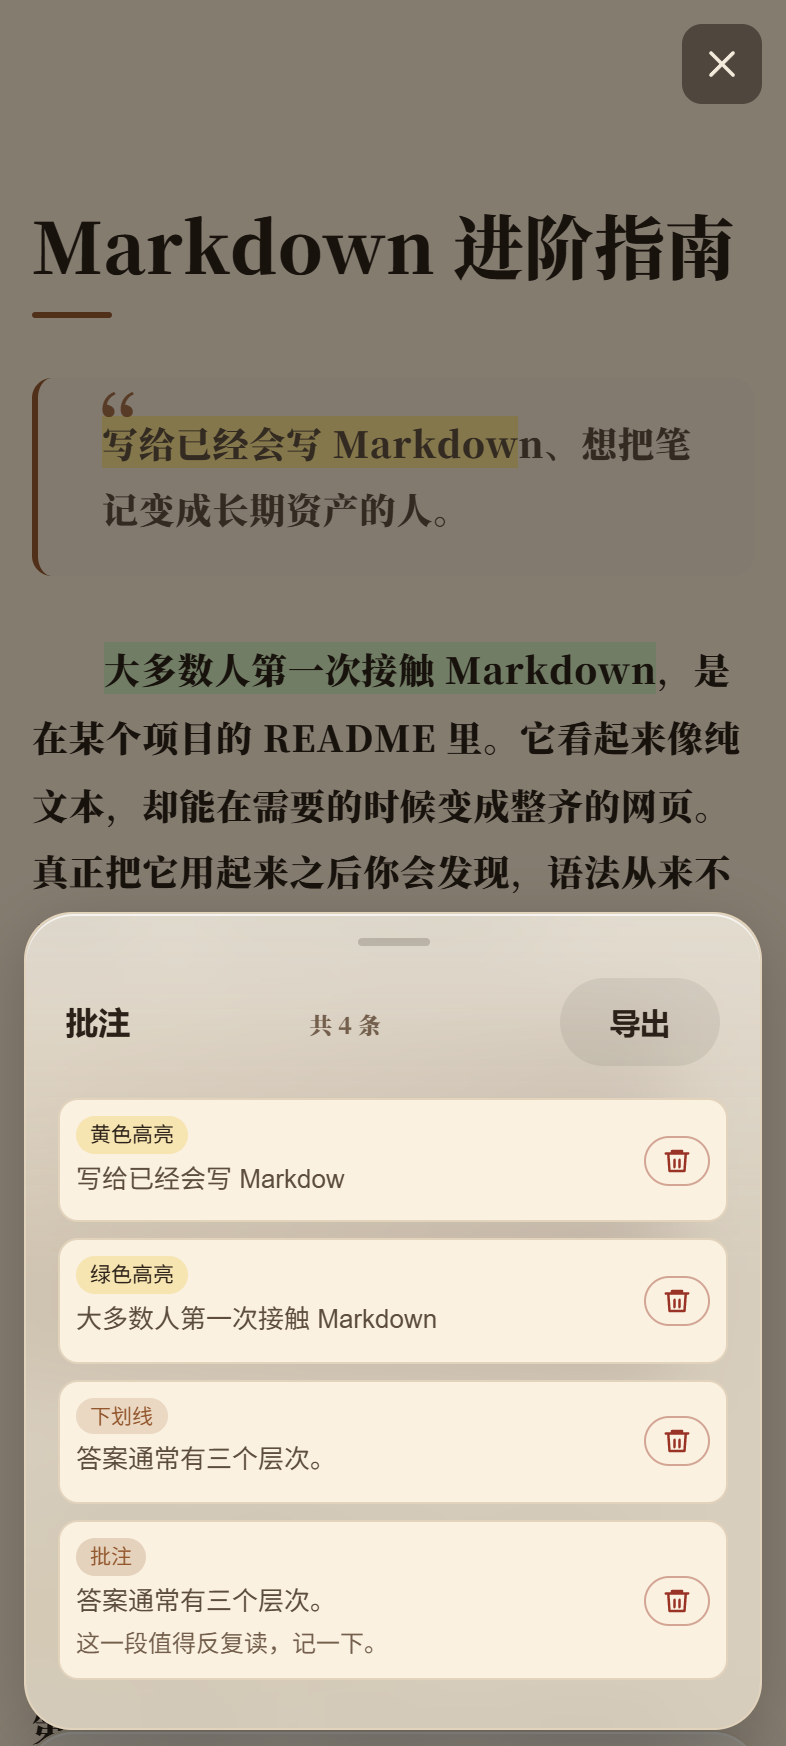 Markdown 进阶指南
“
写给已经会写 Markdown、想把笔
记变成长期资产的人。
大多数人第一次接触 Markdown，是
在某个项目的 README 里。它看起来像纯
文本，却能在需要的时候变成整齐的网页。
真正把它用起来之后你会发现，语法从来不
批注
共 4 条
导出
黄色高亮
写给已经会写 Markdow
绿色高亮
大多数人第一次接触 Markdown
下划线
答案通常有三个层次。
批注
答案通常有三个层次。
这一段值得反复读，记一下。